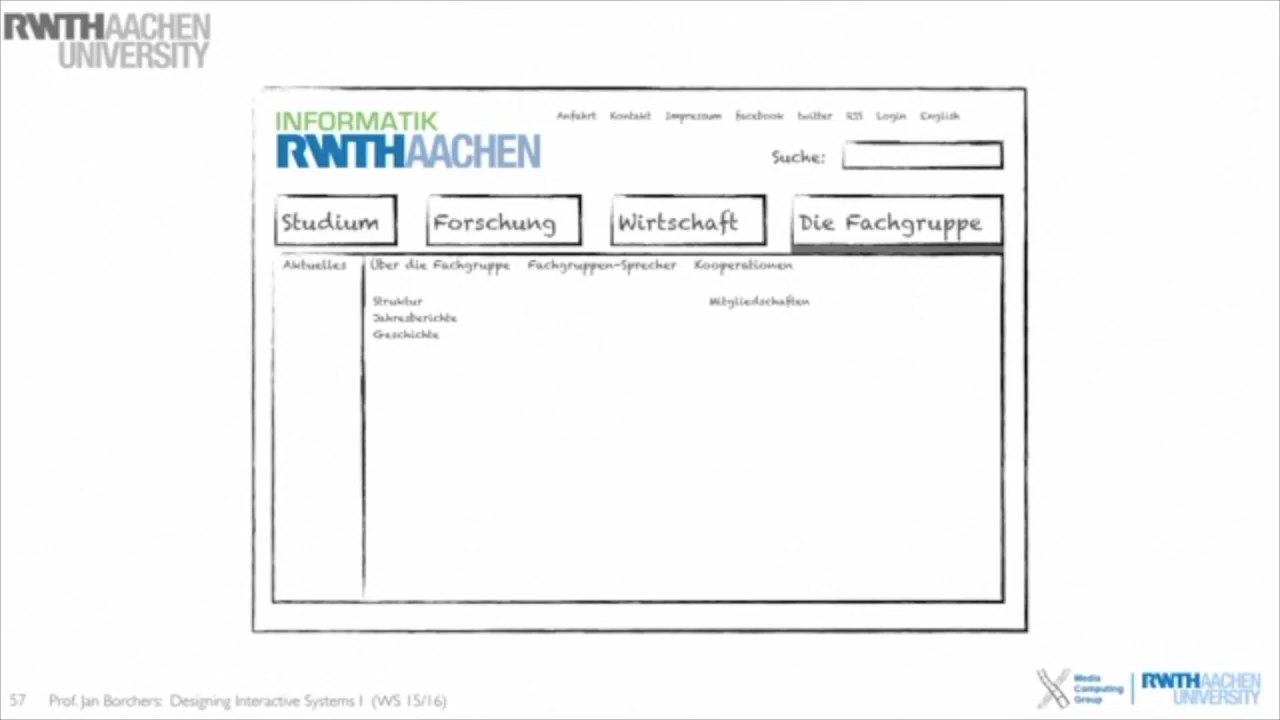 RWTHAACHEN
UNIVERSITY
INFORMATIK
RWTHAACHEN
Anfahrt Kontakt Impressum facebook twitter RSS Login English
Suche:
Studium Forschung Wirtschaft Die Fachgruppe
Aktuelles Über die Fachgruppe Fachgruppen-Sprecher Kooperationen
Struktur Mitgliedschaften
Jahresberichte
Geschichte
57 Prof. Jan Borchers: Designing Interactive Systems I (WS 15/16)
Media
Computing
Group
RWTHAACHEN
UNIVERSITY